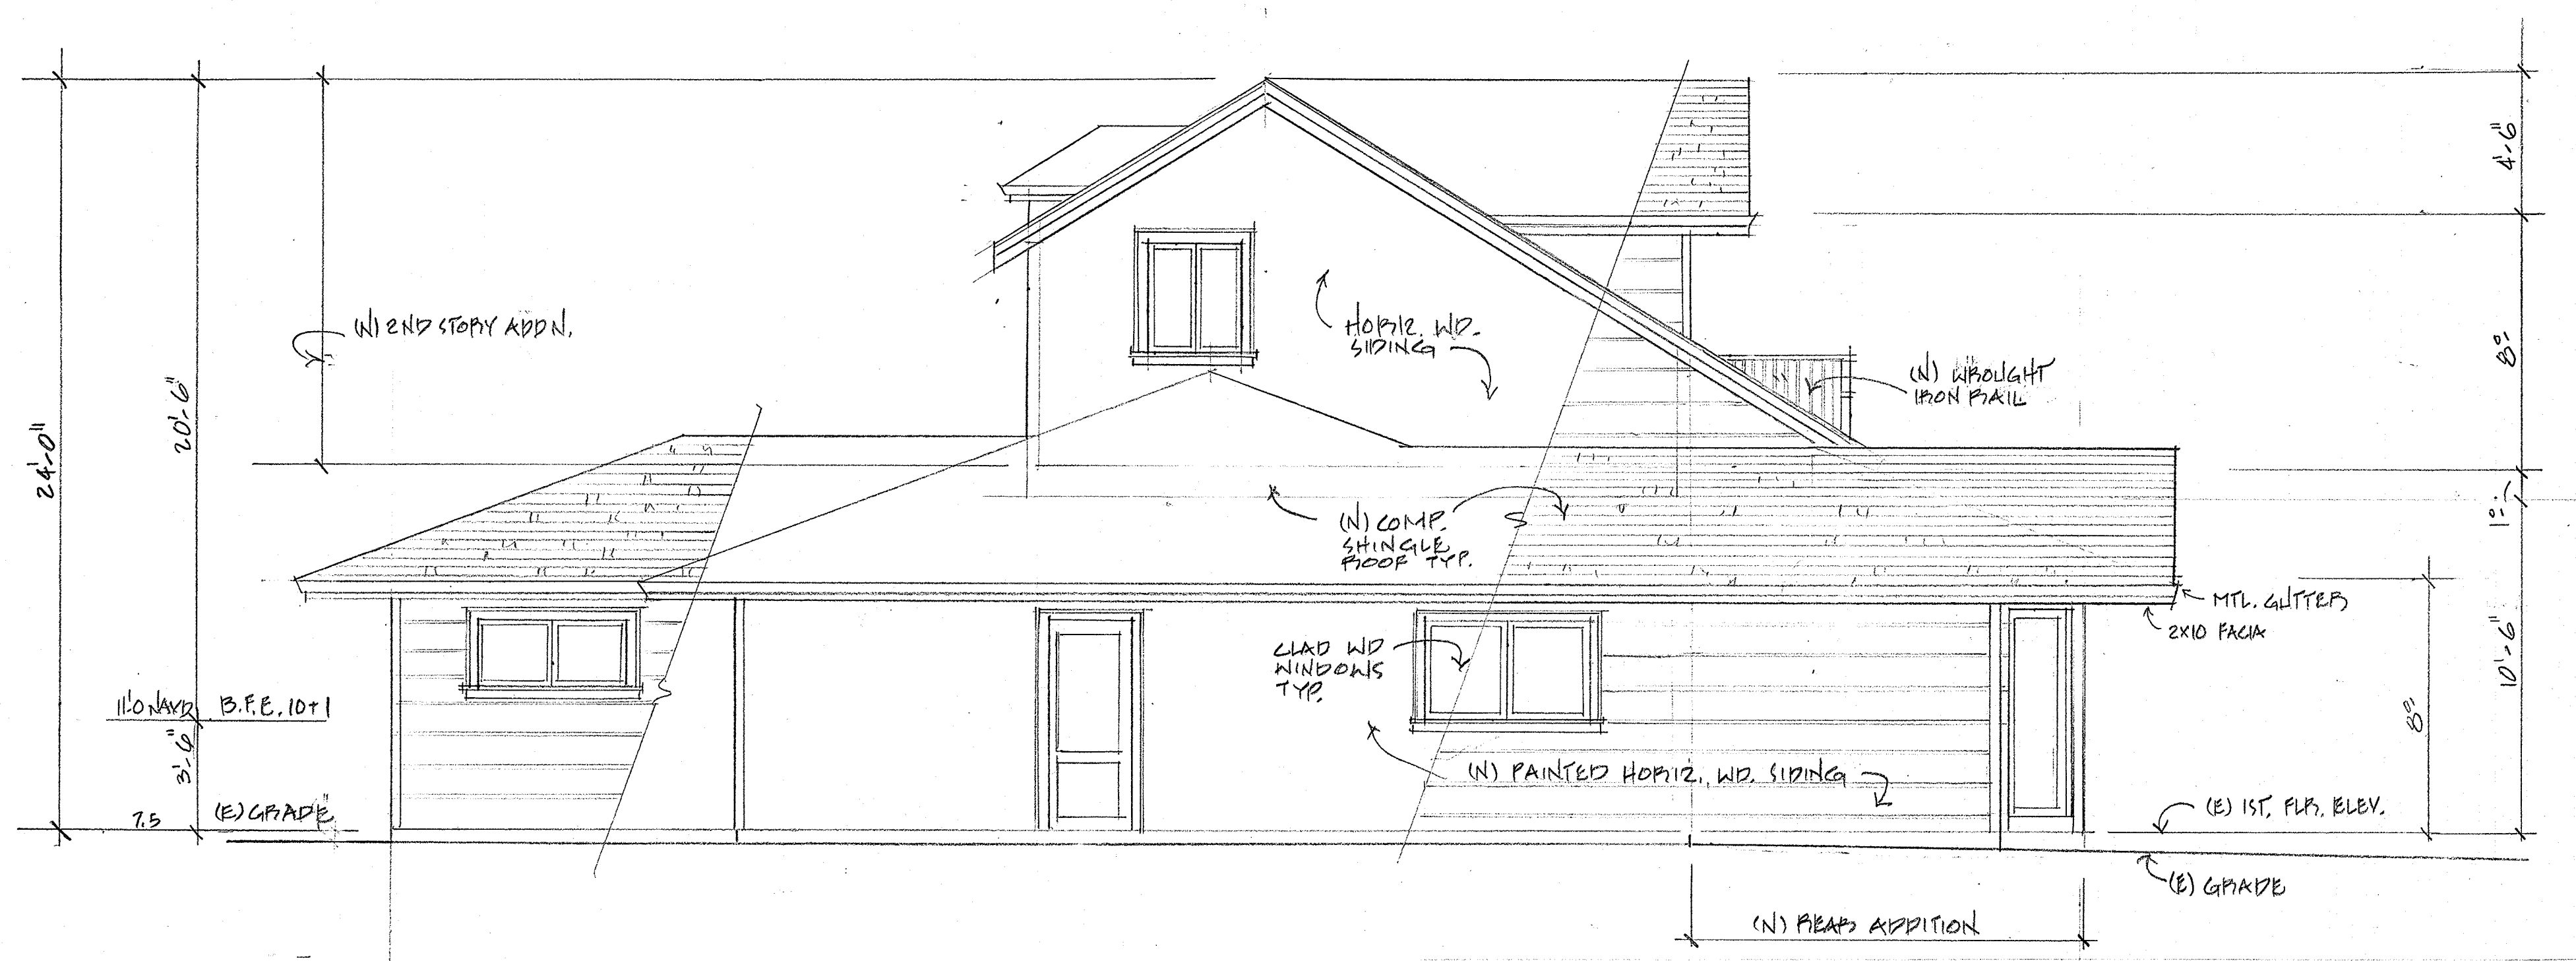 4'-6"
(N) 2ND STORY ADDN.
HORIZ. WD.
SIDING
8'0"
20'-6"
(N) WROUGHT
IRON RAIL
24'-0"
(N) COMP.
SHINGLE
ROOF TYP.
1'0"
MTL. GUTTER
2X10 FACIA
CLAD WD
WINDOWS
TYP.
10'-6"
11'.0 NAVD B.F.E. 10+1
8'0"
3'-6"
(N) PAINTED HORIZ. WD. SIDING
7.5 (E) GRADE
(E) 1ST. FLR. ELEV.
(E) GRADE
(N) REAR ADDITION